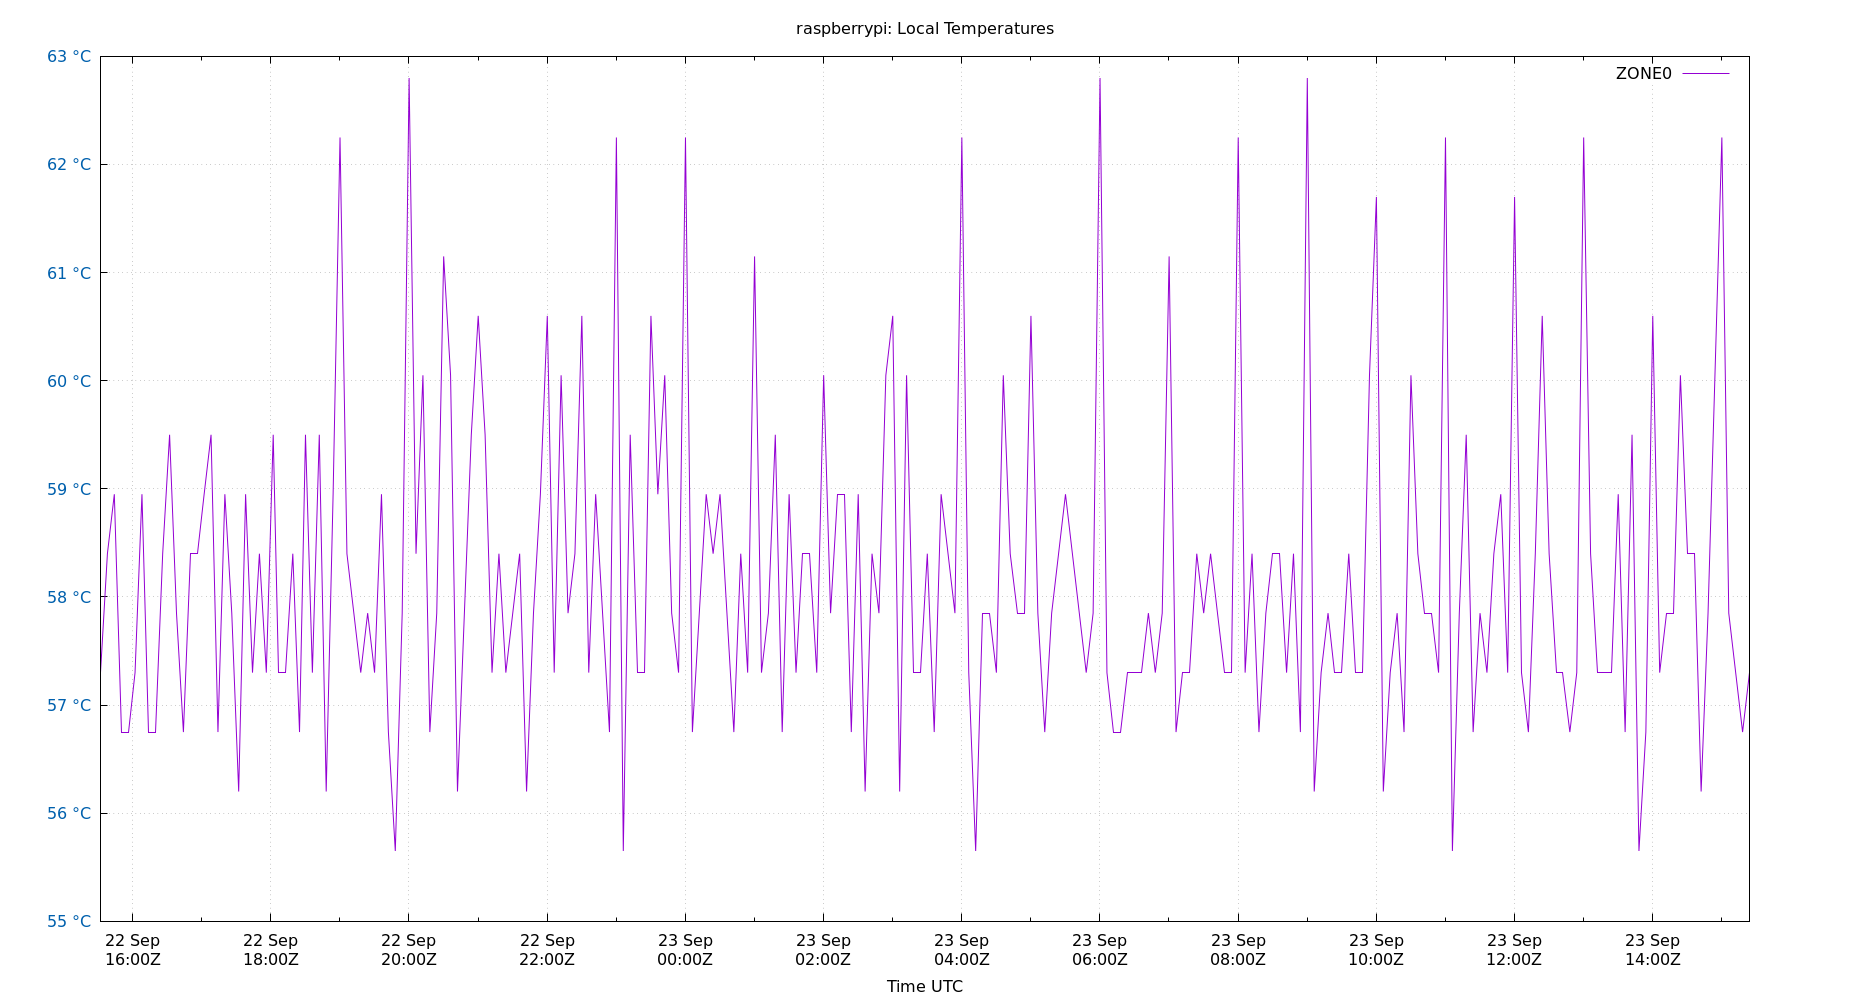 raspberrypi: Local Temperatures
63 °C
ZONE0
62 °C
61 °C
60 °C
59 °C
58 °C
57 °C
56 °C
55 °C
22 Sep 22 Sep 22 Sep 22 Sep 23 Sep 23 Sep 23 Sep 23 Sep 23 Sep 23 Sep 23 Sep 23 Sep
16:00Z 18:00Z 20:00Z 22:00Z 00:00Z 02:00Z 04:00Z 06:00Z 08:00Z 10:00Z 12:00Z 14:00Z
Time UTC